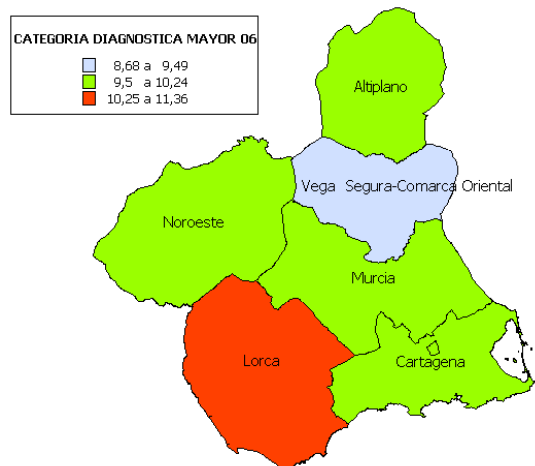 CATEGORIA DIAGNOSTICA MAYOR 06
8,68 a 9,49
9,5 a 10,24
10,25 a 11,36
Altiplano
Vega Segura-Comarca Oriental
Noroeste
Murcia
Lorca
Cartagena